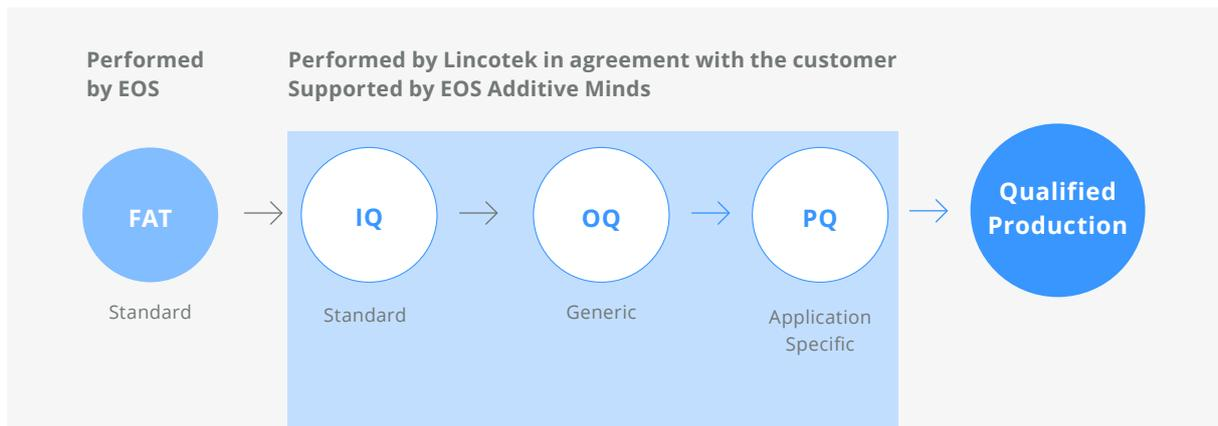 Performed
by EOS
Performed by Lincotek in agreement with the customer
Supported by EOS Additive Minds
FAT
IQ
OQ
PQ
Qualified
Production
Standard
Standard
Generic
Application
Specific